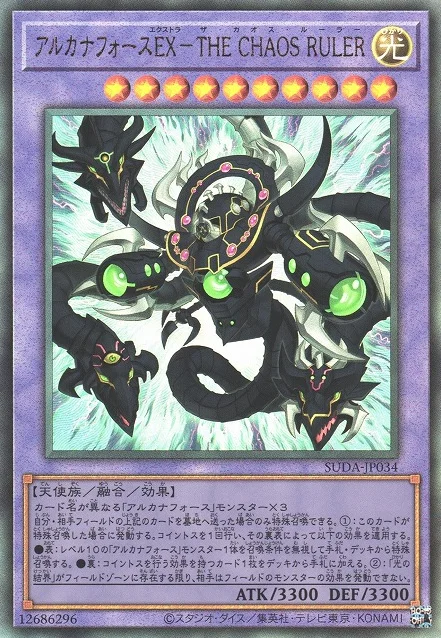 エクストラ ザ カオス ルーラー
アルカナフォースEX－THE CHAOS RULER
ひかり
光
SUDA-JP034
【天使族／融合／効果】
カード名が異なる「アルカナフォース」モンスター×3
自分・相手フィールドの上記のカードを墓地へ送った場合のみ特殊召喚できる。①：このカードが
特殊召喚した場合に発動する。コイントスを1回行い、その裏表によって以下の効果を適用する。
●表：レベル10の「アルカナフォース」モンスター1体を召喚条件を無視して手札・デッキから特殊
召喚する。●裏：コイントスを行う効果を持つカード1枚をデッキから手札に加える。②：「光の
結界」がフィールドゾーンに存在する限り、相手はフィールドのモンスターの効果を発動できない。
ATK/3300 DEF/3300
12686296
©スタジオ・ダイス／集英社・テレビ東京・KONAMI